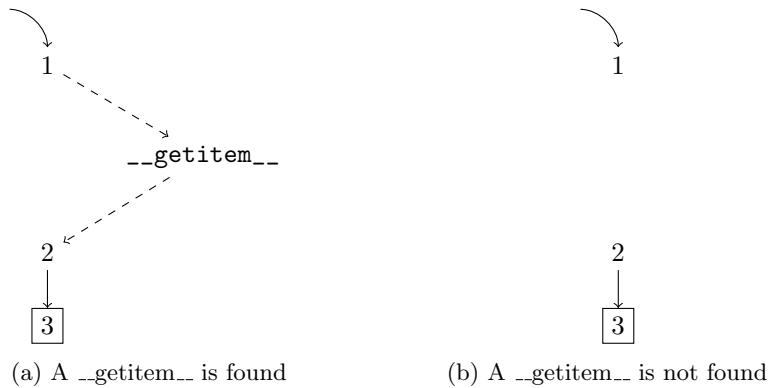 1 1
__getitem__
2 2
3 3
(a) A __getitem__ is found (b) A __getitem__ is not found